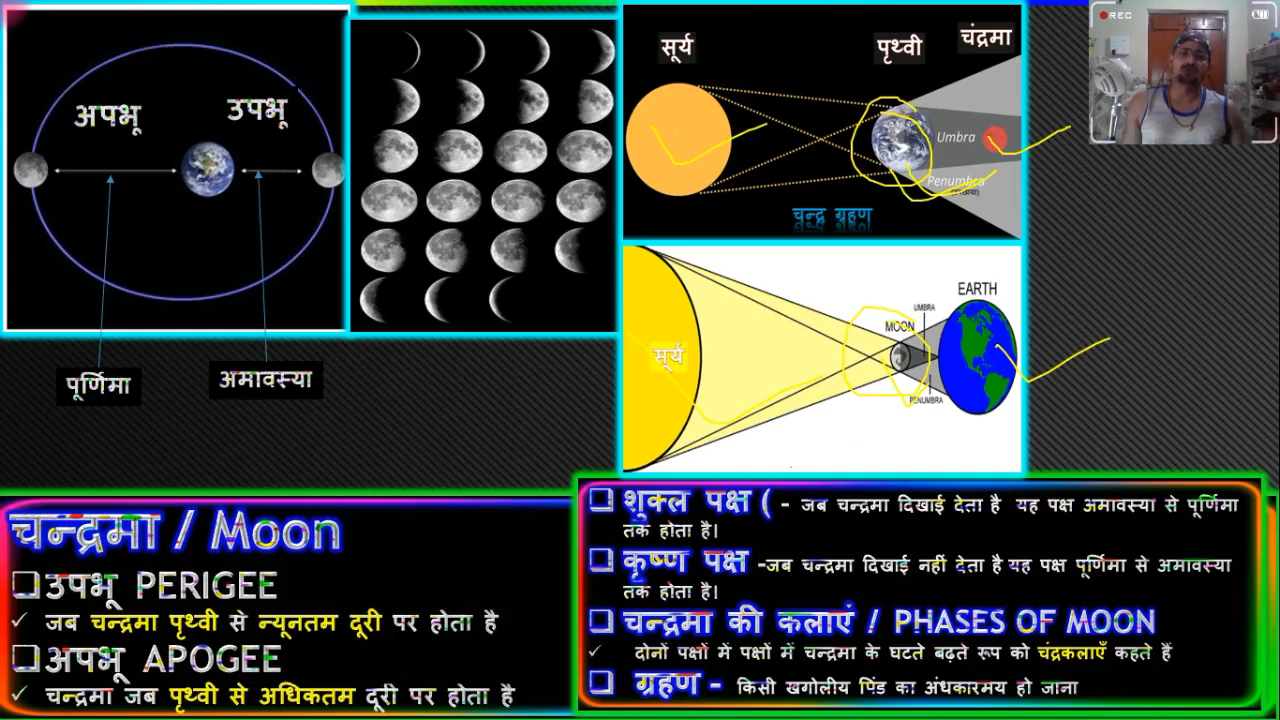 अपभू
उपभू
पूर्णिमा
अमावस्या
सूर्य
पृथ्वी
चंद्रमा
Umbra
Penumbra
चन्द्र ग्रहण
सूर्य
MOON
UMBRA
PENUMBRA
EARTH
REC
चन्द्रमा / Moon
❑उपभू PERIGEE
✓ जब चन्द्रमा पृथ्वी से न्यूनतम दूरी पर होता है
❑अपभू APOGEE
✓ चन्द्रमा जब पृथ्वी से अधिकतम दूरी पर होता है
❑ शुक्ल पक्ष ( - जब चन्द्रमा दिखाई देता है यह पक्ष अमावस्या से पूर्णिमा
तक होता है।
❑ कृष्ण पक्ष -जब चन्द्रमा दिखाई नहीं देता है यह पक्ष पूर्णिमा से अमावस्या
तक होता है।
❑ चन्द्रमा की कलाएं / PHASES OF MOON
✓ दोनों पक्षों में पक्षों में चन्द्रमा के घटते बढ़ते रूप को चंद्रकलाएँ कहते हैं
❑ ग्रहण - किसी खगोलीय पिंड का अंधकारमय हो जाना